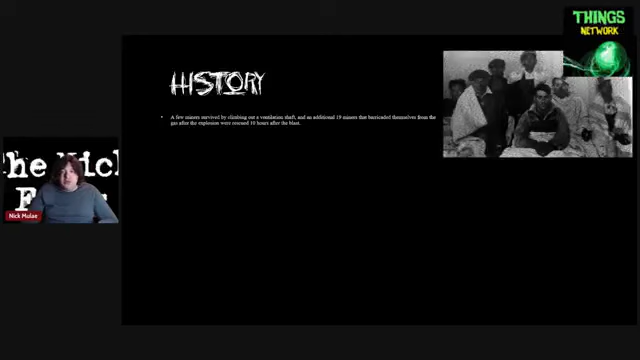 THINGS
NETWORK
HISTORY
• A few miners survived by climbing out a ventilation shaft, and an additional 19 miners that barricaded themselves from the
gas after the explosion were rescued 10 hours after the blast.
Nick Mulae